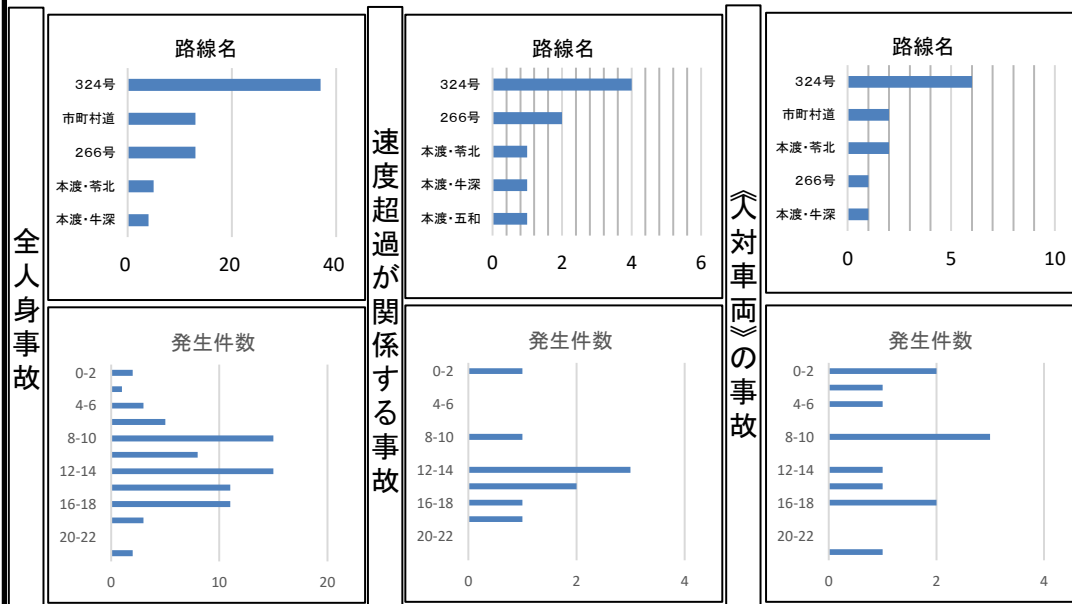 全人身事故
路線名
324号
市町村道
266号
本渡・苓北
本渡・牛深
0 20 40
発生件数
0-2
4-6
8-10
12-14
16-18
20-22
0 10 20
速度超過が関係する事故
路線名
324号
266号
本渡・苓北
本渡・牛深
本渡・五和
0 2 4 6
発生件数
0-2
4-6
8-10
12-14
16-18
20-22
0 2 4
《人対車両》の事故
路線名
324号
市町村道
本渡・苓北
266号
本渡・牛深
0 5 10
発生件数
0-2
4-6
8-10
12-14
16-18
20-22
0 2 4